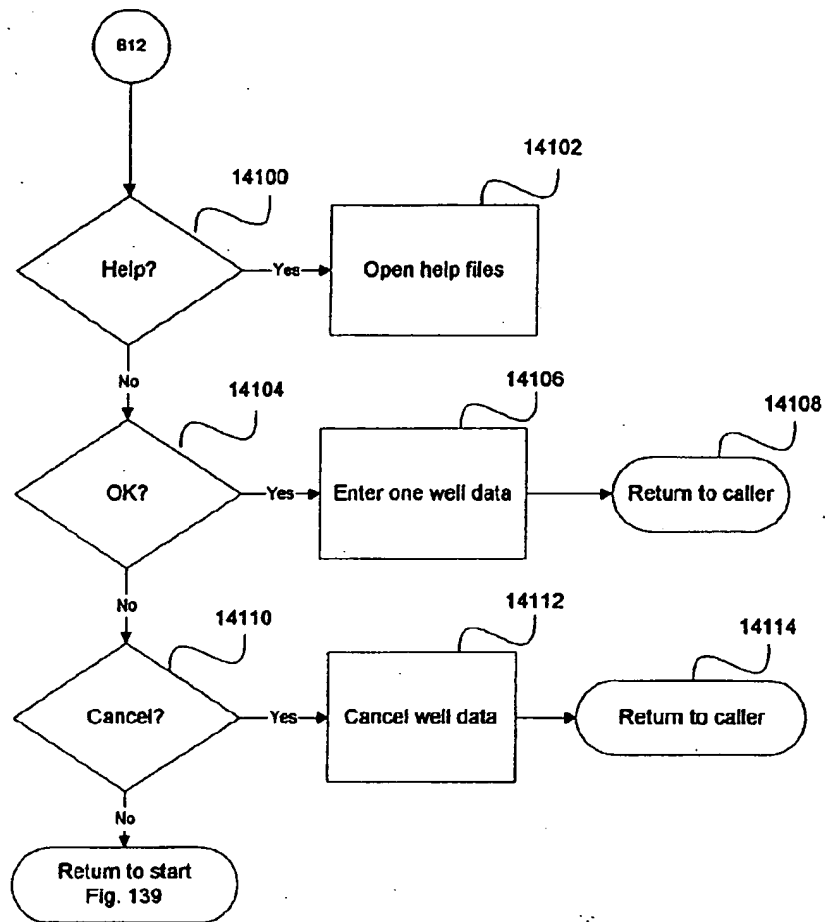 B12
14100
14102
Help?
Yes
Open help files
No
14104
14106
14108
OK?
Yes
Enter one well data
Return to caller
No
14110
14112
14114
Cancel?
Yes
Cancel well data
Return to caller
No
Return to start
Fig. 139